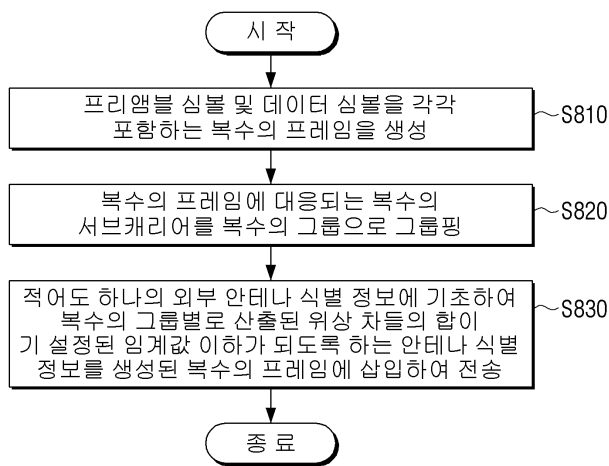 시 작
프리앰블 심볼 및 데이터 심볼을 각각
포함하는 복수의 프레임을 생성
S810
복수의 프레임에 대응되는 복수의
서브캐리어를 복수의 그룹으로 그룹핑
S820
적어도 하나의 외부 안테나 식별 정보에 기초하여
복수의 그룹별로 산출된 위상 차들의 합이
기 설정된 임계값 이하가 되도록 하는 안테나 식별
정보를 생성된 복수의 프레임에 삽입하여 전송
S830
종 료